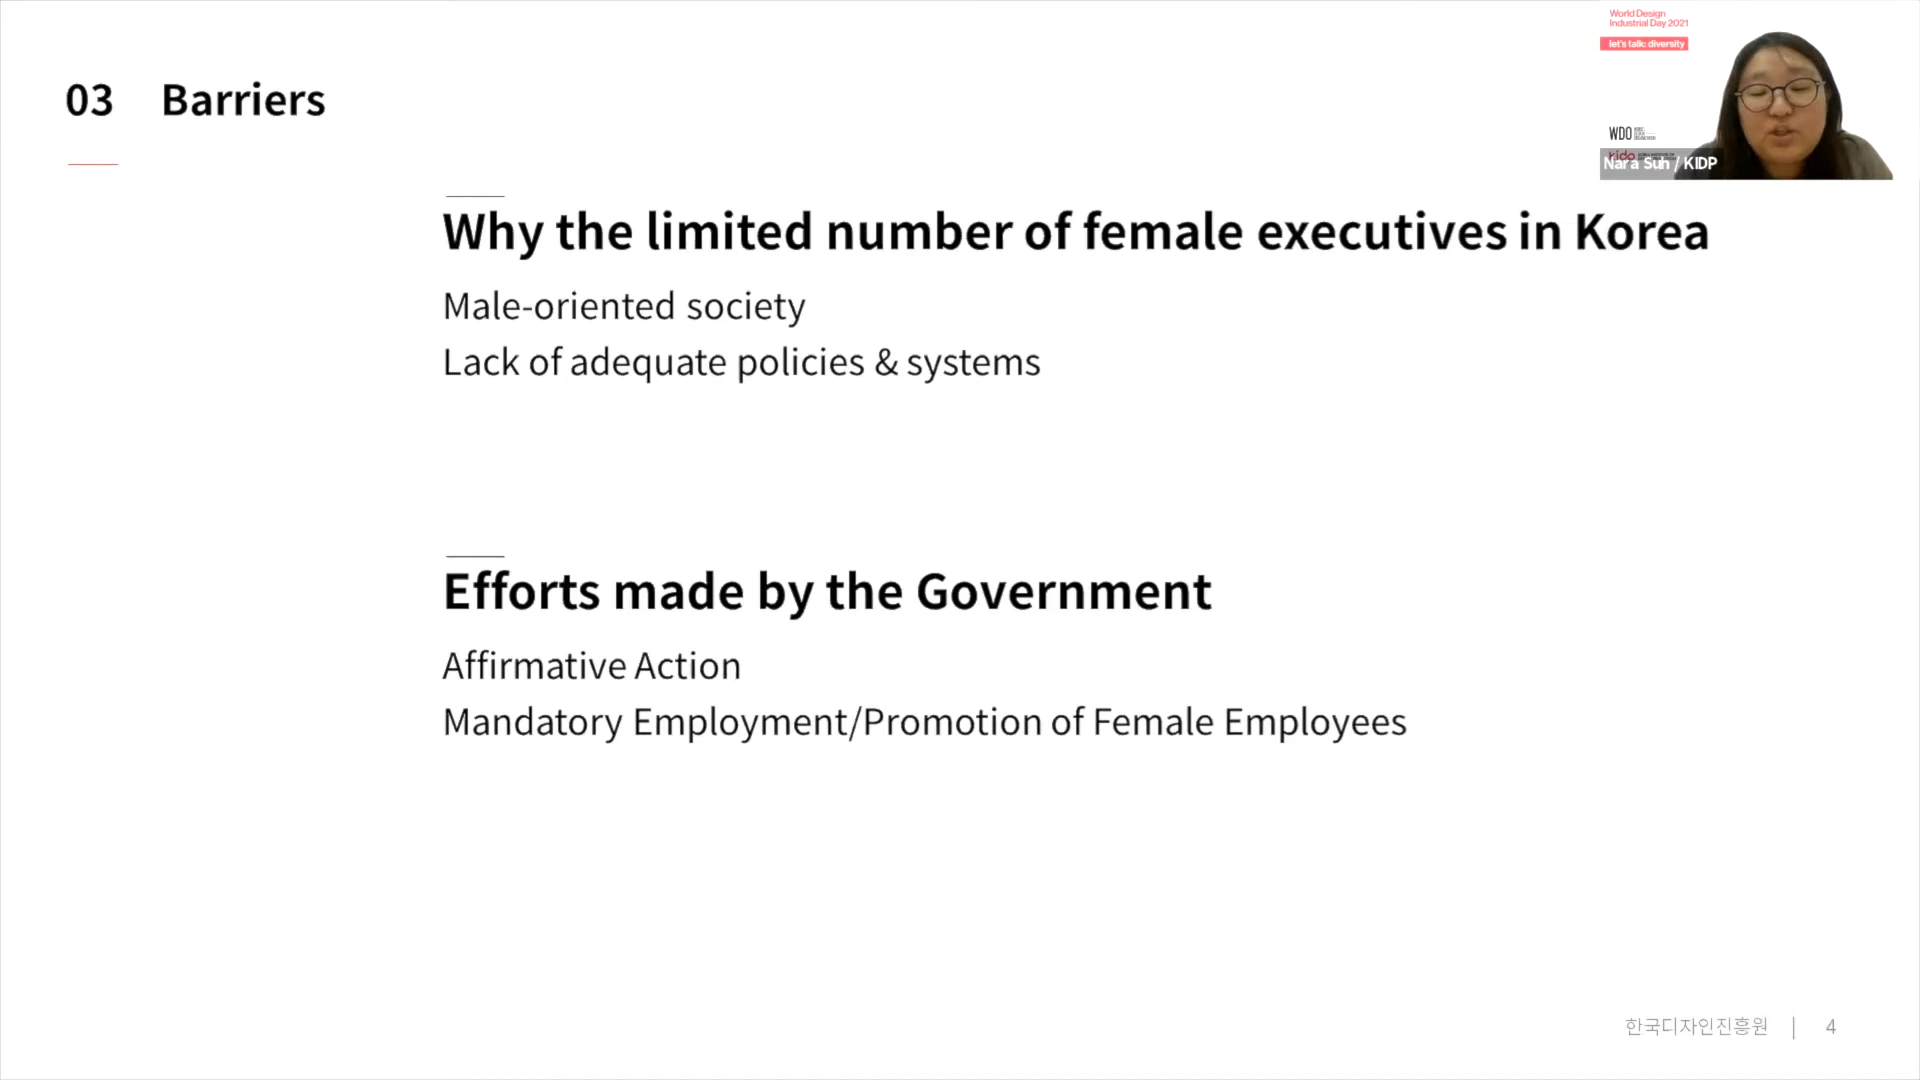 03 Barriers
World Design
Industrial Day 2021
let's talk: diversity
WDO
kidp
Nara Suh / KIDP
Why the limited number of female executives in Korea
Male-oriented society
Lack of adequate policies & systems
Efforts made by the Government
Affirmative Action
Mandatory Employment/Promotion of Female Employees
한국디자인진흥원 | 4